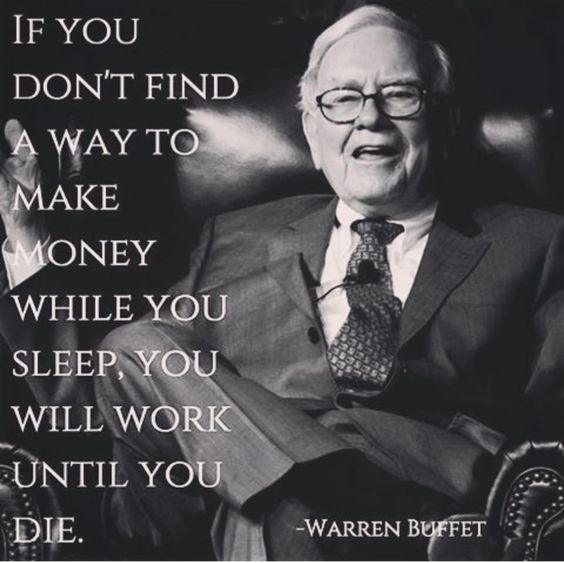 IF YOU
DON'T FIND
A WAY TO
MAKE
MONEY
WHILE YOU
SLEEP, YOU
WILL WORK
UNTIL YOU
DIE.
-WARREN BUFFET